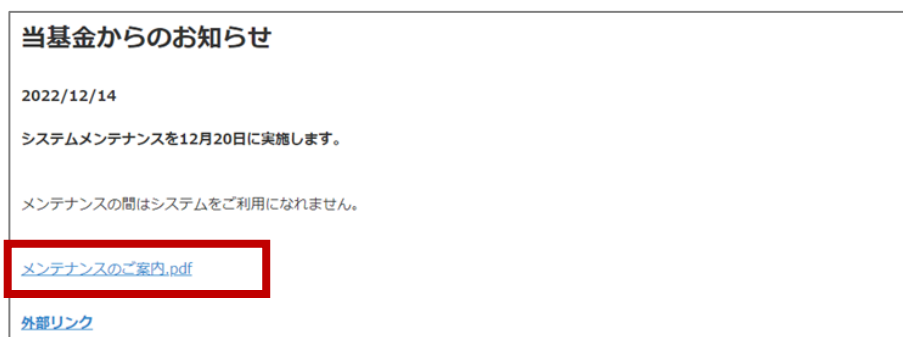 当基金からのお知らせ
2022/12/14
システムメンテナンスを12月20日に実施します。
メンテナンスの間はシステムをご利用になれません。
メンテナンスのご案内.pdf
外部リンク